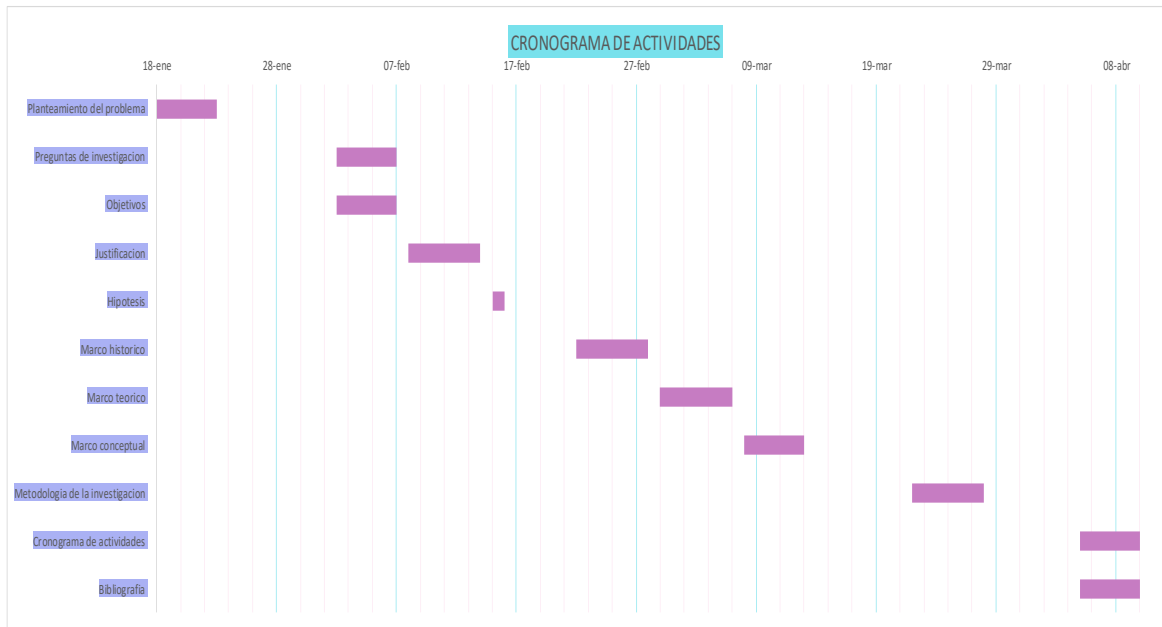 CRONOGRAMA DE ACTIVIDADES
18-ene 28-ene 07-feb 17-feb 27-feb 09-mar 19-mar 29-mar 08-abr
Planteamiento del problema
Preguntas de investigacion
Objetivos
Justificacion
Hipotesis
Marco historico
Marco teorico
Marco conceptual
Metodologia de la investigacion
Cronograma de actividades
Bibliografia